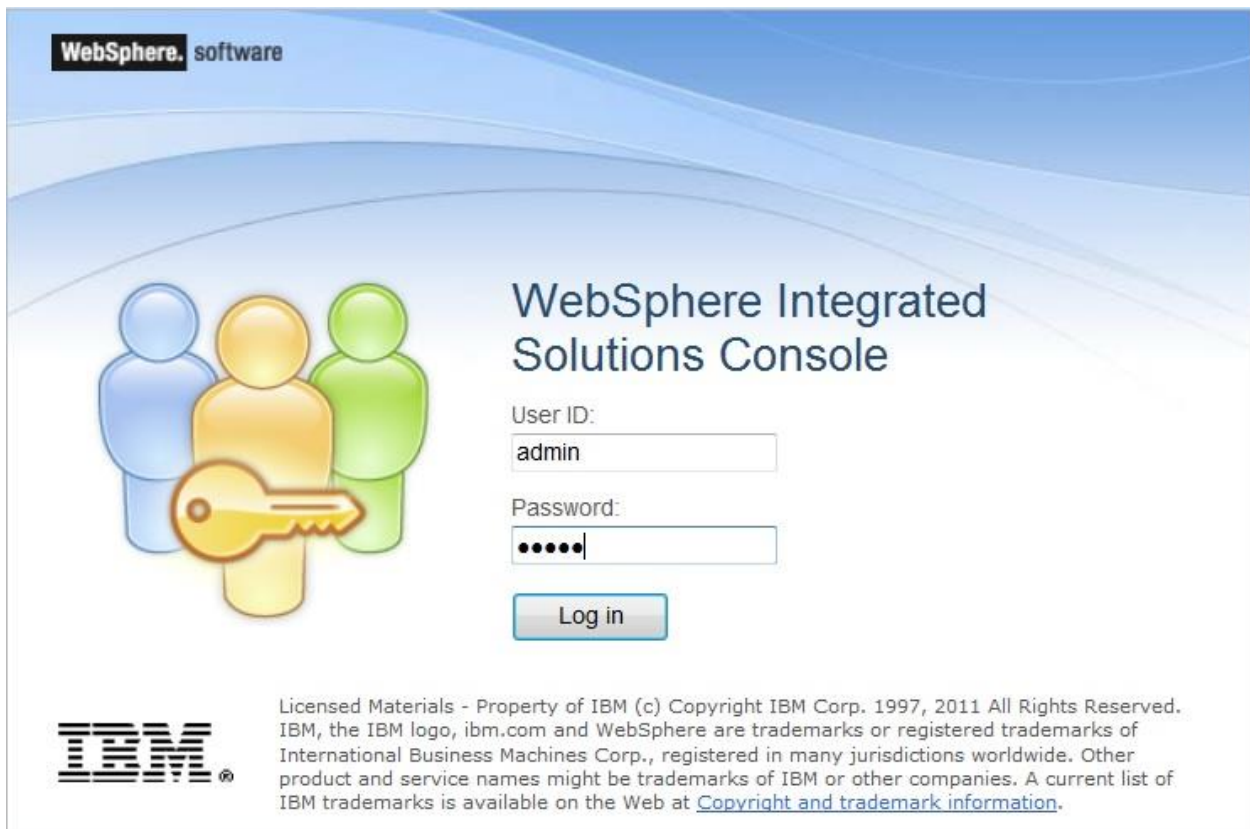 WebSphere. software
WebSphere Integrated
Solutions Console
User ID:
admin
Password:
•••••
Log in
Licensed Materials - Property of IBM (c) Copyright IBM Corp. 1997, 2011 All Rights Reserved.
IBM, the IBM logo, ibm.com and WebSphere are trademarks or registered trademarks of
International Business Machines Corp., registered in many jurisdictions worldwide. Other
product and service names might be trademarks of IBM or other companies. A current list of
IBM trademarks is available on the Web at Copyright and trademark information.
IBM®